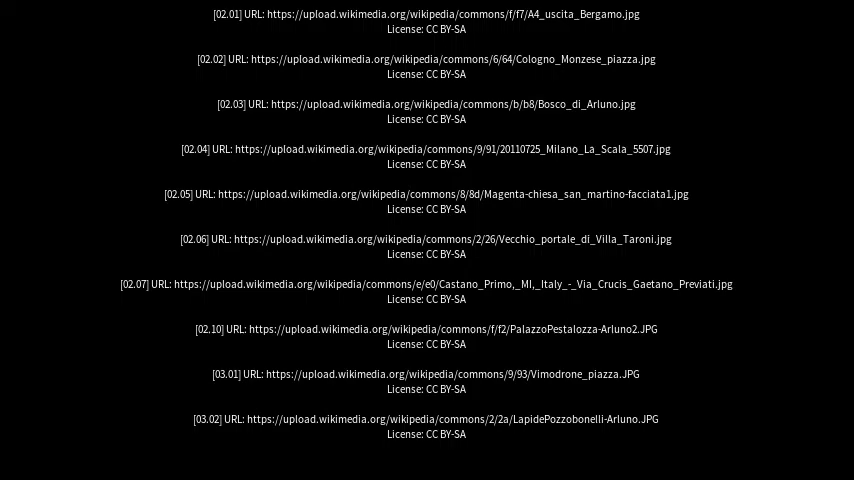 [02.01] URL: https://upload.wikimedia.org/wikipedia/commons/f/f7/A4_uscita_Bergamo.jpg
License: CC BY-SA
[02.02] URL: https://upload.wikimedia.org/wikipedia/commons/6/64/Cologno_Monzese_piazza.jpg
License: CC BY-SA
[02.03] URL: https://upload.wikimedia.org/wikipedia/commons/b/b8/Bosco_di_Arluno.jpg
License: CC BY-SA
[02.04] URL: https://upload.wikimedia.org/wikipedia/commons/9/91/20110725_Milano_La_Scala_5507.jpg
License: CC BY-SA
[02.05] URL: https://upload.wikimedia.org/wikipedia/commons/8/8d/Magenta-chiesa_san_martino-facciata1.jpg
License: CC BY-SA
[02.06] URL: https://upload.wikimedia.org/wikipedia/commons/2/26/Vecchio_portale_di_Villa_Taroni.jpg
License: CC BY-SA
[02.07] URL: https://upload.wikimedia.org/wikipedia/commons/e/e0/Castano_Primo,_MI,_Italy_-_Via_Crucis_Gaetano_Previati.jpg
License: CC BY-SA
[02.10] URL: https://upload.wikimedia.org/wikipedia/commons/f/f2/PalazzoPestalozza-Arluno2.JPG
License: CC BY-SA
[03.01] URL: https://upload.wikimedia.org/wikipedia/commons/9/93/Vimodrone_piazza.JPG
License: CC BY-SA
[03.02] URL: https://upload.wikimedia.org/wikipedia/commons/2/2a/LapidePozzobonelli-Arluno.JPG
License: CC BY-SA